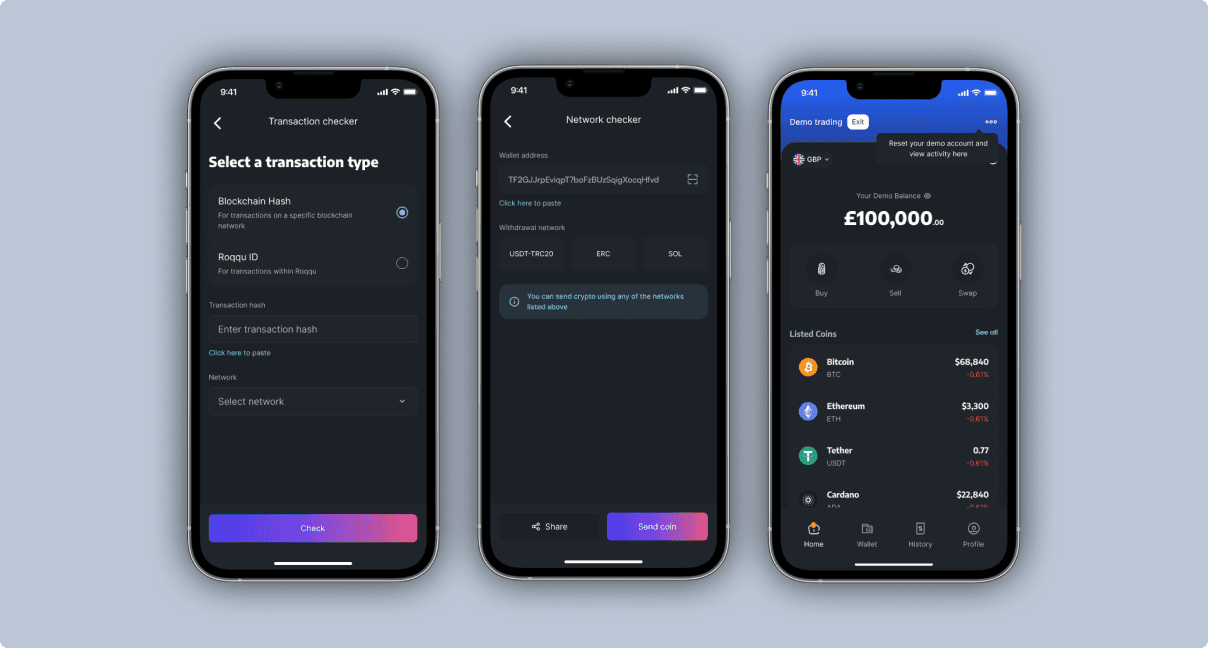 9:41
Transaction checker
Select a transaction type
Blockchain Hash
For transactions on a specific blockchain
network
Roqqu ID
For transactions within Roqqu
Transaction hash
Enter transaction hash
Click here to paste
Network
Select network
Check
9:41
Network checker
Wallet address
TF2GJJrpEviqpT7boFzBUzSqigXocqHfvd
Click here to paste
Withdrawal network
USDT-TRC20 ERC SOL
You can send crypto using any of the networks
listed above
Share Send coin
9:41
Demo trading Exit
Reset your demo account and
view activity here
GBP
Your Demo Balance
£100,000.00
Buy Sell Swap
Listed Coins See all
Bitcoin $68,840
BTC -0.61%
Ethereum $3,300
ETH -0.61%
Tether 0.77
USDT -0.61%
Cardano $22,840
ADA -0.61%
Home Wallet History Profile